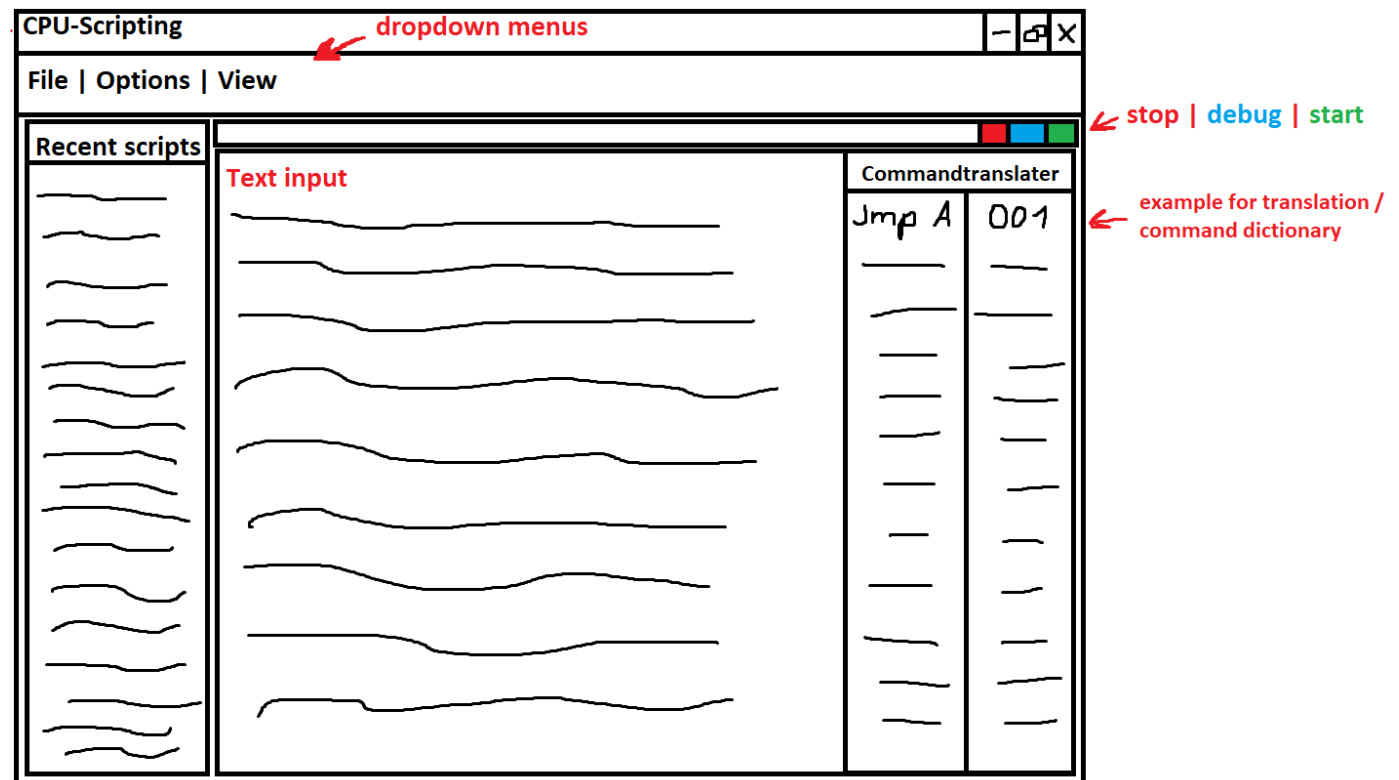 CPU-Scripting
dropdown menus
File | Options | View
stop | debug | start
Recent scripts
Text input
Commandtranslater
Jmp A
001
example for translation /
command dictionary